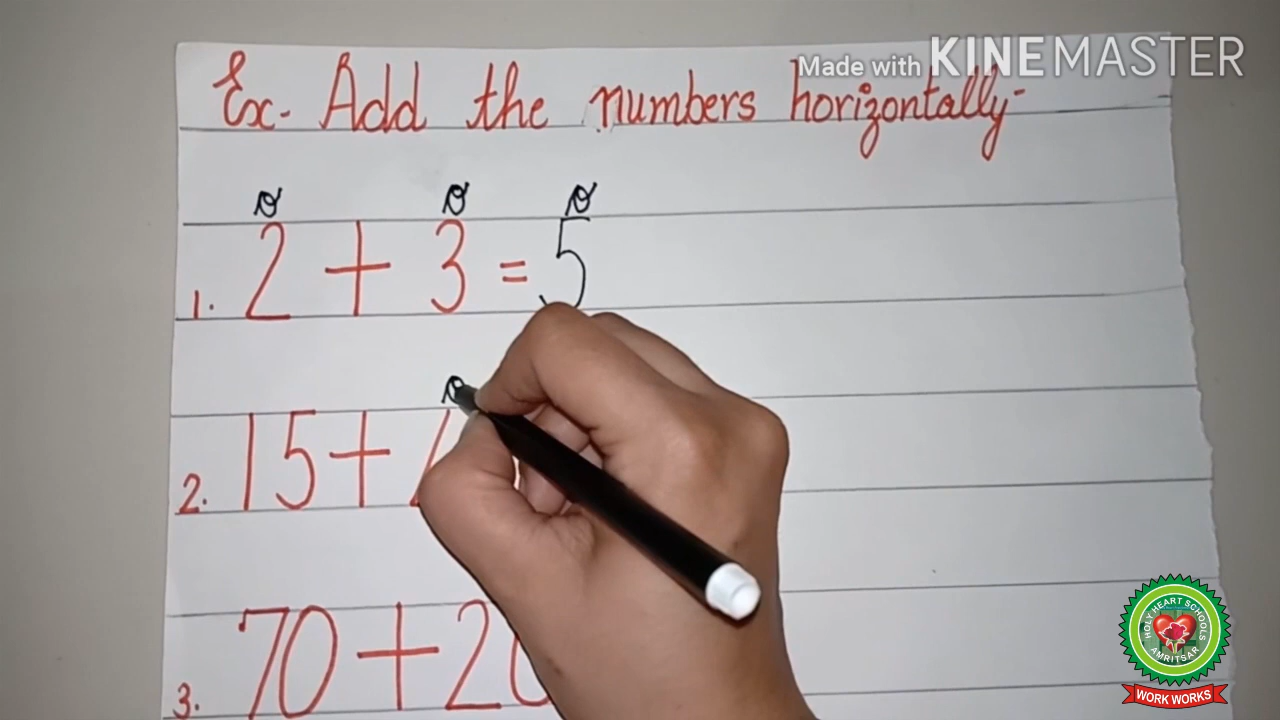 Made with KINEMASTER
Ex- Add the numbers horizontally-
o o o
1. 2 + 3 = 5
o
2. 15 +
3. 70 + 20
HOLY HEART SCHOOLS
AMRITSAR
WORK WORKS